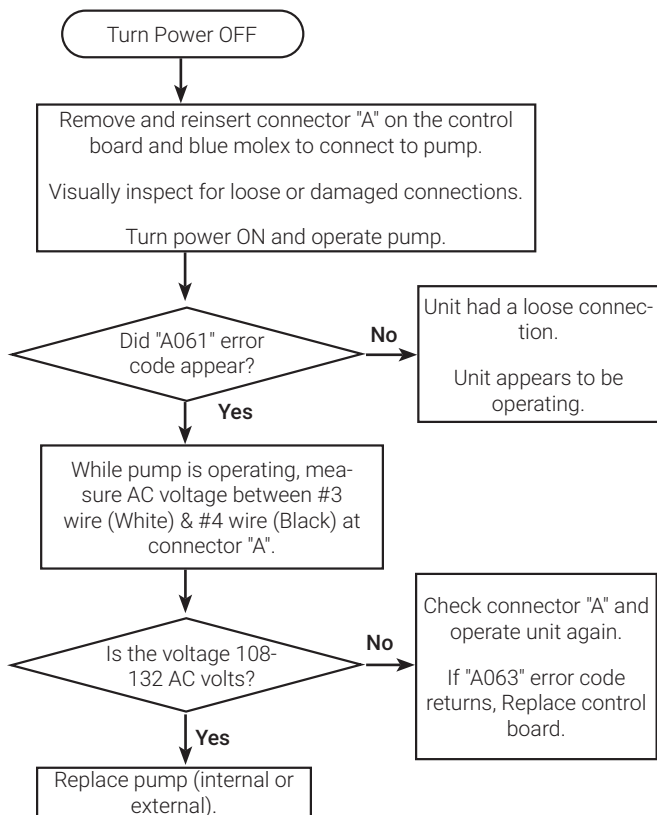 Turn Power OFF
Remove and reinsert connector "A" on the control
board and blue molex to connect to pump.
Visually inspect for loose or damaged connections.
Turn power ON and operate pump.
Did "A061" error
code appear?
No
Unit had a loose connec-
tion.
Unit appears to be
operating.
Yes
While pump is operating, mea-
sure AC voltage between #3
wire (White) & #4 wire (Black) at
connector "A".
Is the voltage 108-
132 AC volts?
No
Check connector "A" and
operate unit again.
If "A063" error code
returns, Replace control
board.
Yes
Replace pump (internal or
external).